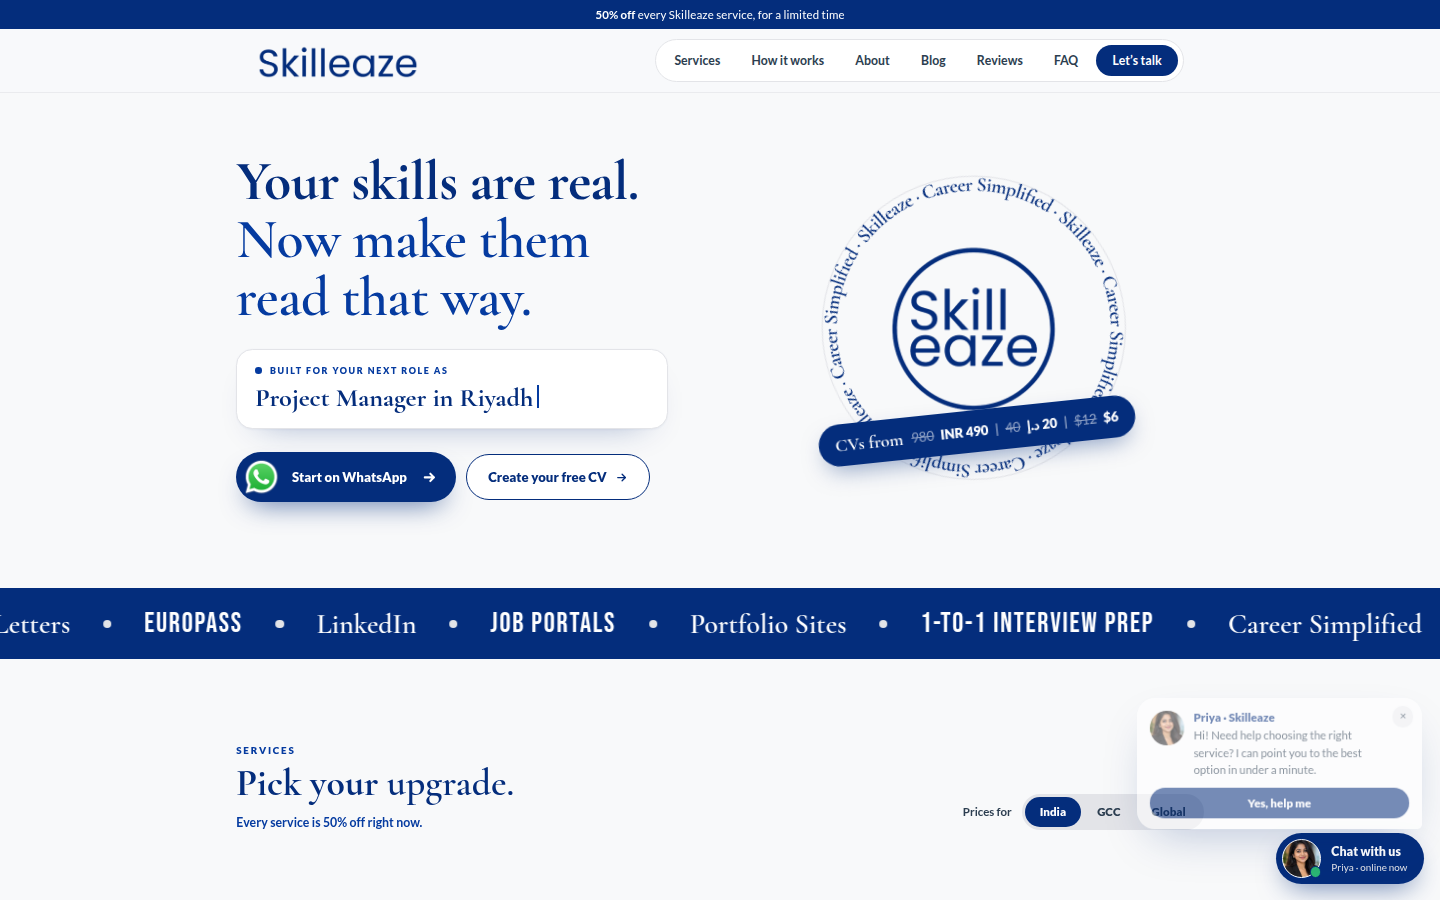 50% off every Skilleaze service, for a limited time
Skilleaze
Services
How it works
About
Blog
Reviews
FAQ
Let's talk
Your skills are real.
Now make them
read that way.
BUILT FOR YOUR NEXT ROLE AS
Project Manager in Riyadh
Start on WhatsApp
Create your free CV
Skilleaze · Career Simplified · Skilleaze · Career Simplified
Career Simplified ·
eaze · Career Simplified ·
Skill
eaze
CVs from 980 INR 490 | 40 د.إ 20 | $12 $6
Letters • EUROPASS • LinkedIn • JOB PORTALS • Portfolio Sites • 1-TO-1 INTERVIEW PREP • Career Simplified
SERVICES
Pick your upgrade.
Every service is 50% off right now.
Prices for
India
GCC
Global
Priya · Skilleaze
Hi! Need help choosing the right
service? I can point you to the best
option in under a minute.
Yes, help me
Chat with us
Priya · online now